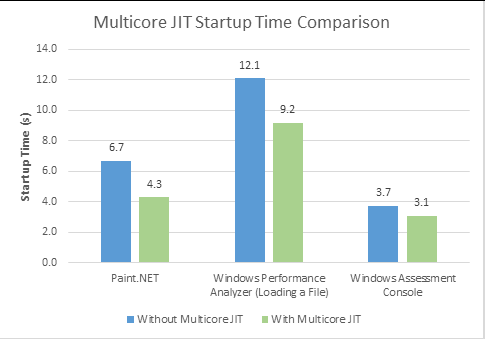 Multicore JIT Startup Time Comparison
Startup Time (s)
14.0
12.0
10.0
8.0
6.0
4.0
2.0
0.0
6.7
4.3
12.1
9.2
3.7
3.1
Paint.NET
Windows Performance
Analyzer (Loading a File)
Windows Assessment
Console
Without Multicore JIT
With Multicore JIT